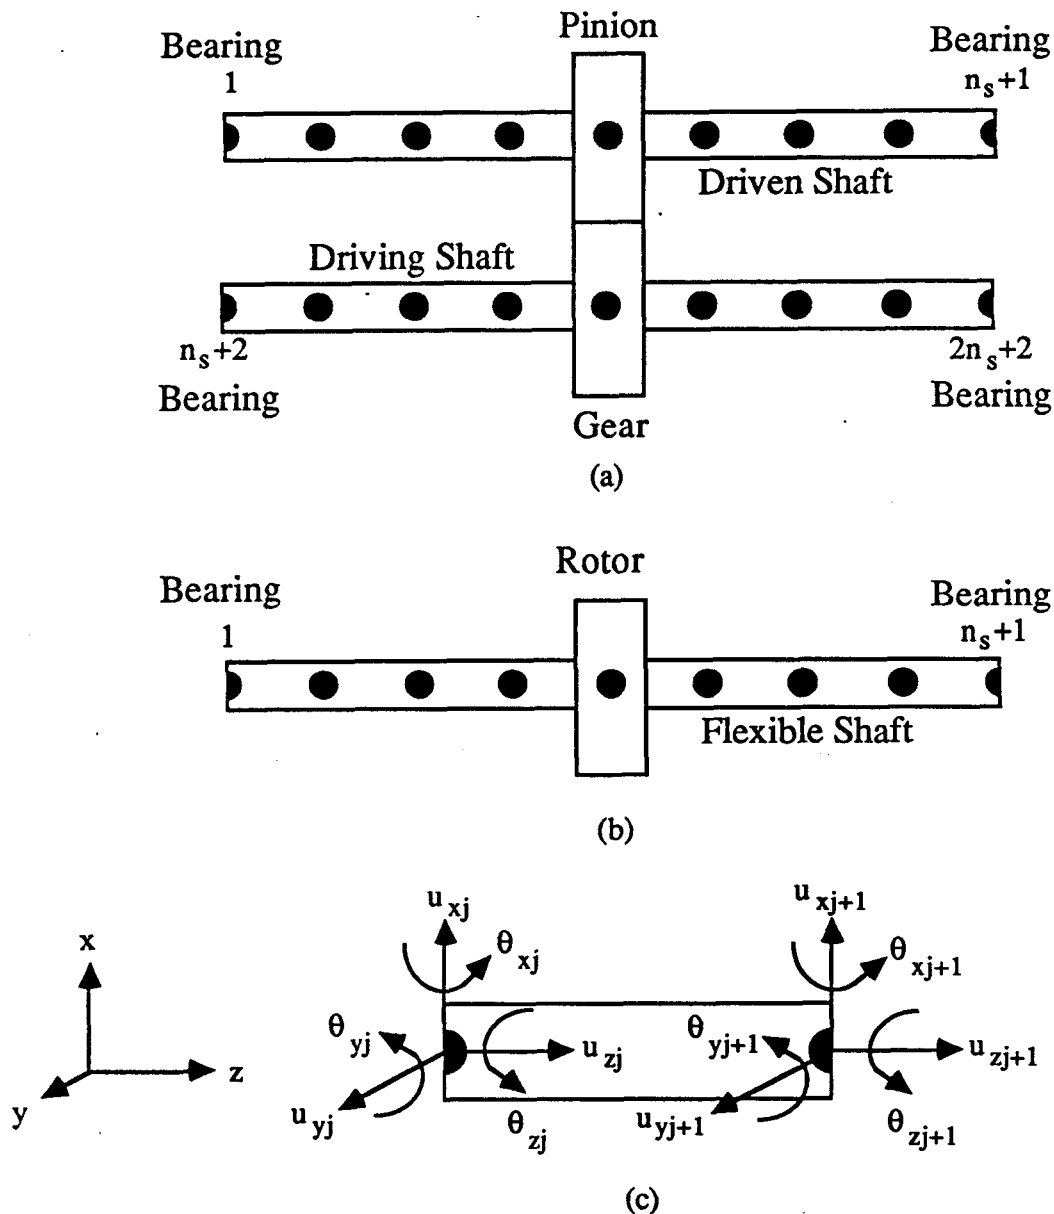 Pinion
Bearing
1
Bearing
n_s+1
Driven Shaft
Driving Shaft
n_s+2
Bearing
2n_s+2
Bearing
Gear
(a)
Rotor
Bearing
1
Bearing
n_s+1
Flexible Shaft
(b)
x
y
z
u_xj
θ_xj
θ_yj
u_yj
u_zj
θ_zj
u_xj+1
θ_xj+1
θ_yj+1
u_yj+1
u_zj+1
θ_zj+1
(c)